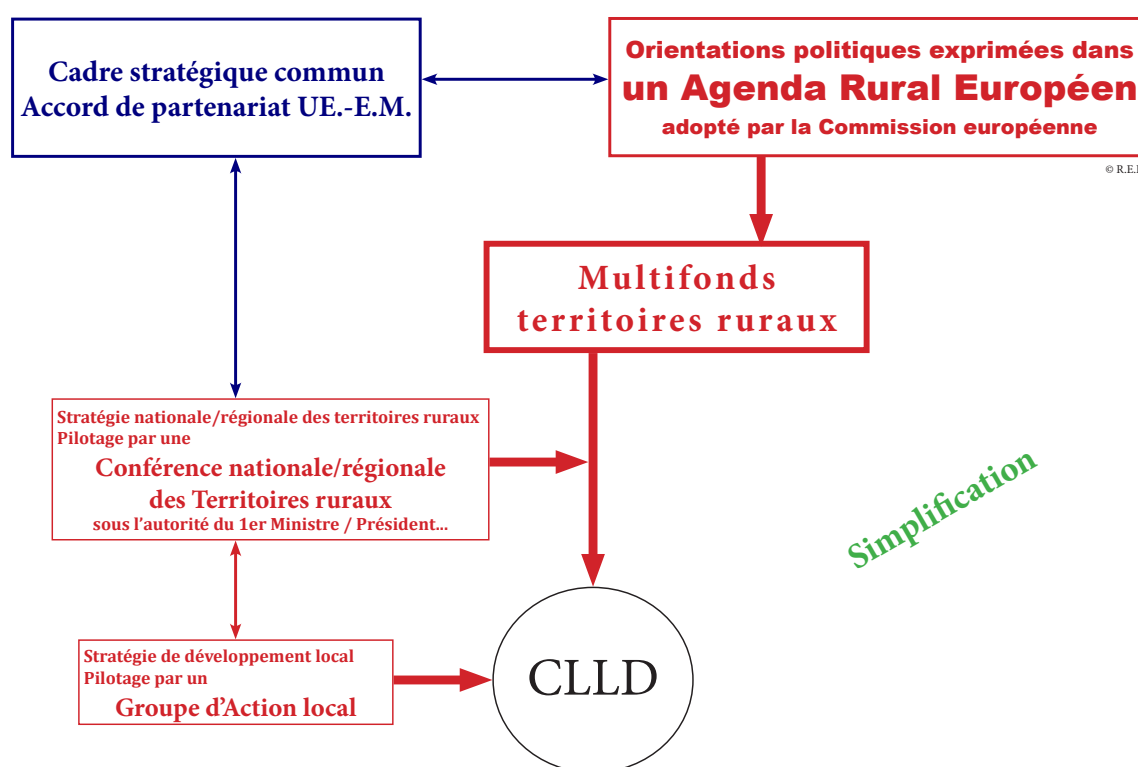 Cadre stratégique commun
Accord de partenariat UE.-E.M.
Orientations politiques exprimées dans
un Agenda Rural Européen
adopté par la Commission européenne
© R.E.D
Multifonds
territoires ruraux
Stratégie nationale/régionale des territoires ruraux
Pilotage par une
Conférence nationale/régionale
des Territoires ruraux
sous l'autorité du 1er Ministre / Président...
Simplification
Stratégie de développement local
Pilotage par un
Groupe d'Action local
CLLD